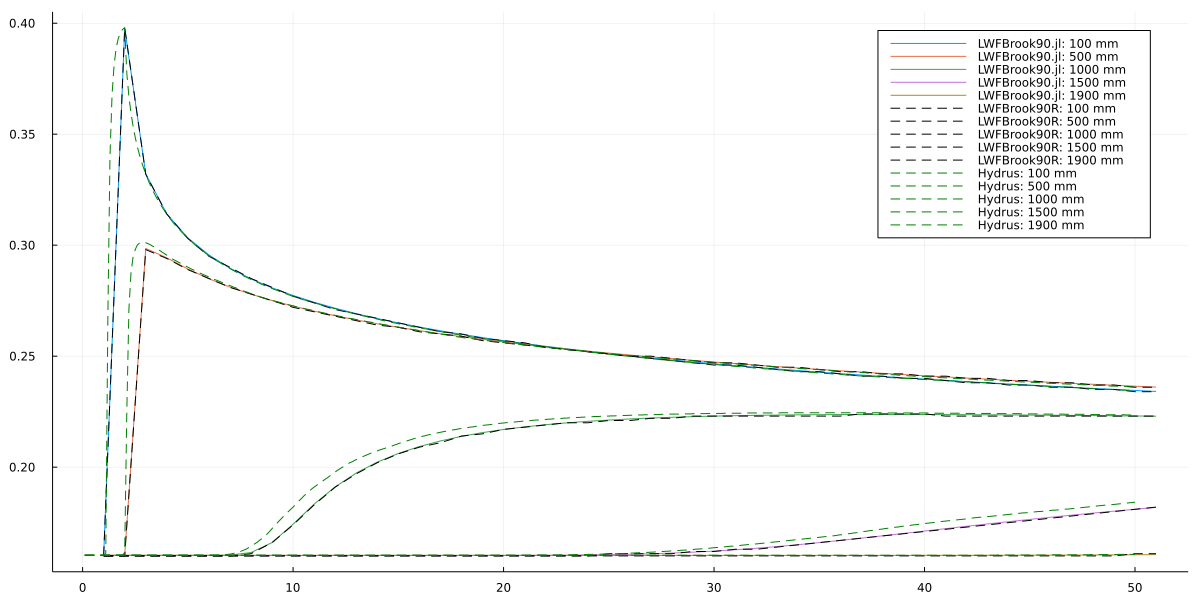 0.40
0.35
0.30
0.25
0.20
0
10
20
30
40
50
LWFBrook90.jl: 100 mm
LWFBrook90.jl: 500 mm
LWFBrook90.jl: 1000 mm
LWFBrook90.jl: 1500 mm
LWFBrook90.jl: 1900 mm
LWFBrook90R: 100 mm
LWFBrook90R: 500 mm
LWFBrook90R: 1000 mm
LWFBrook90R: 1500 mm
LWFBrook90R: 1900 mm
Hydrus: 100 mm
Hydrus: 500 mm
Hydrus: 1000 mm
Hydrus: 1500 mm
Hydrus: 1900 mm